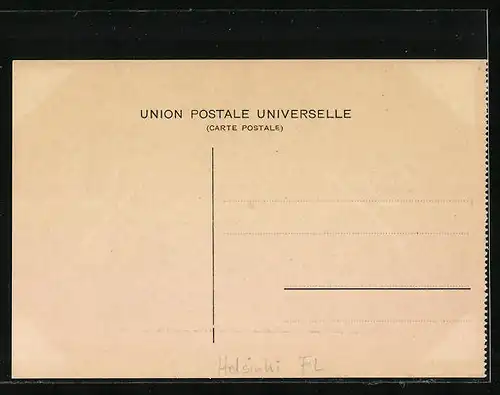 UNION POSTALE UNIVERSELLE
(CARTE POSTALE)
Helsinki FL